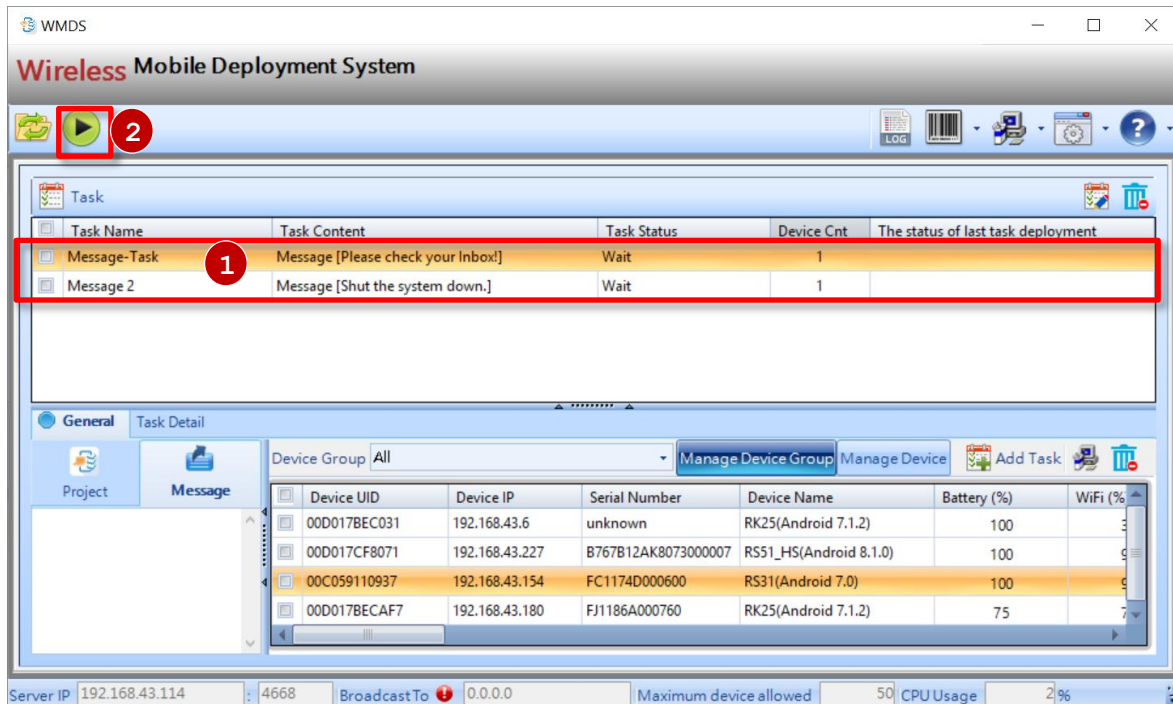 WMDS
Wireless Mobile Deployment System
2
LOG
?
Task
Task Name Task Content Task Status Device Cnt The status of last task deployment
Message-Task 1 Message [Please check your Inbox!] Wait 1
Message 2 Message [Shut the system down.] Wait 1
General Task Detail
Project Message
Device Group All Manage Device Group Manage Device Add Task
Device UID Device IP Serial Number Device Name Battery (%) WiFi (%
00D017BEC031 192.168.43.6 unknown RK25(Android 7.1.2) 100
00D017CF8071 192.168.43.227 B767B12AK8073000007 RS51_HS(Android 8.1.0) 100
00C059110937 192.168.43.154 FC1174D000600 RS31(Android 7.0) 100
00D017BECAF7 192.168.43.180 FJ1186A000760 RK25(Android 7.1.2) 75
Server IP 192.168.43.114 : 4668 BroadcastTo 0.0.0.0 Maximum device allowed 50 CPU Usage 2 %